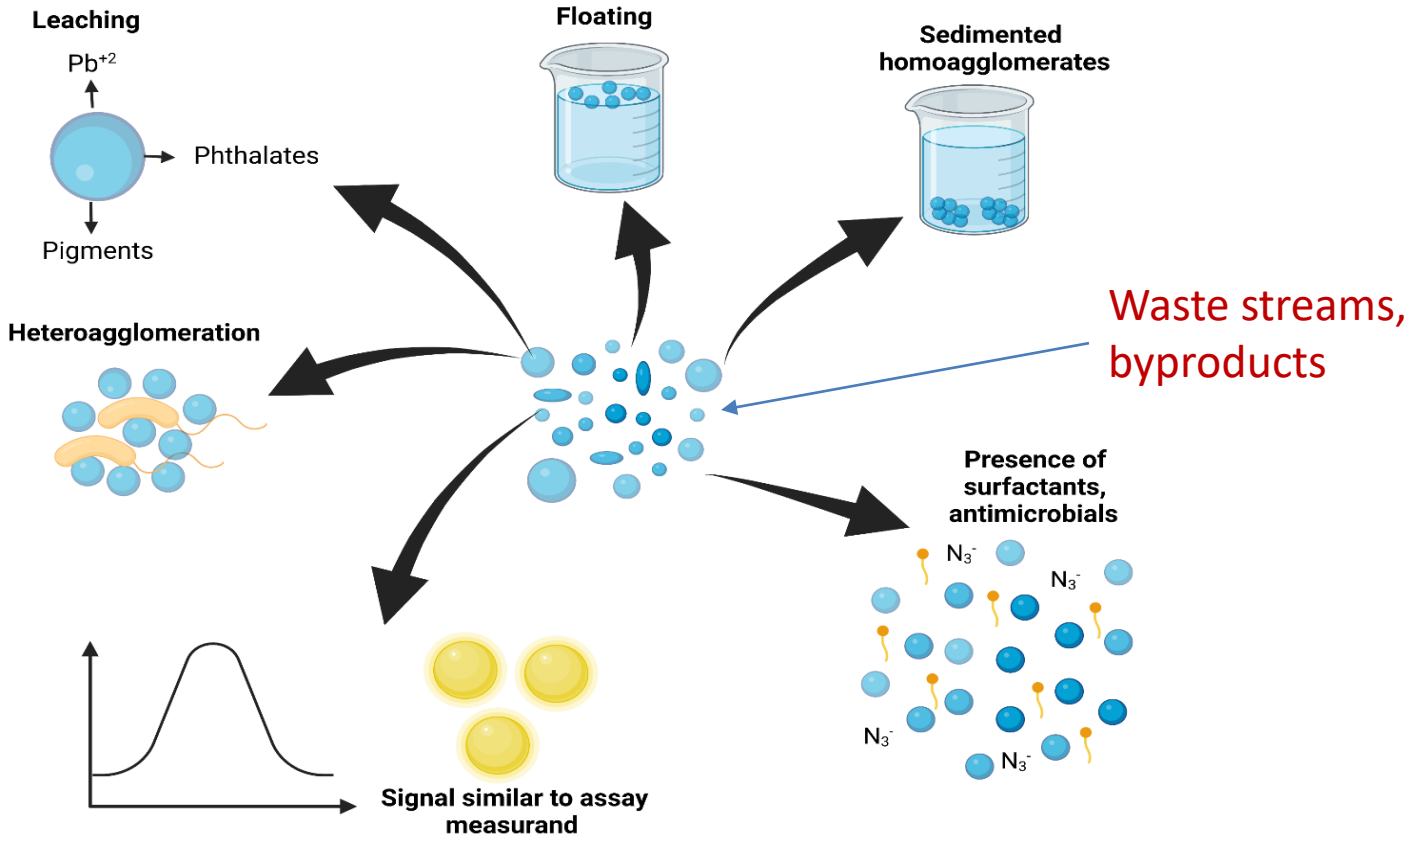 Leaching
Pb⁺²
Phthalates
Pigments
Floating
Sedimented
homoagglomerates
Heteroagglomeration
Waste streams,
byproducts
Presence of
surfactants,
antimicrobials
N₃⁻
N₃⁻
N₃⁻
N₃⁻
Signal similar to assay
measurand